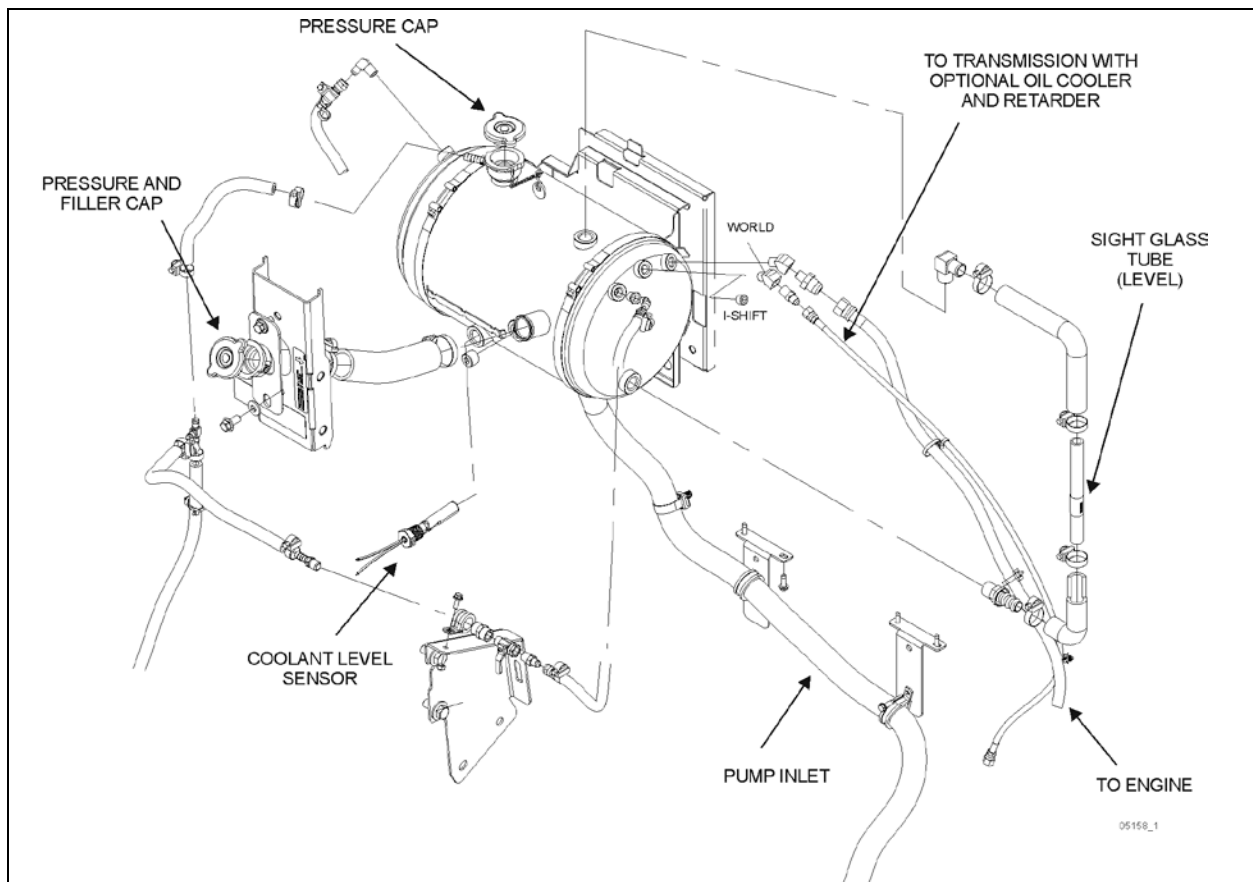 PRESSURE CAP
TO TRANSMISSION WITH
OPTIONAL OIL COOLER
AND RETARDER
PRESSURE AND
FILLER CAP
WORLD
SIGHT GLASS
TUBE
(LEVEL)
I-SHIFT
COOLANT LEVEL
SENSOR
PUMP INLET
TO ENGINE
05158_1